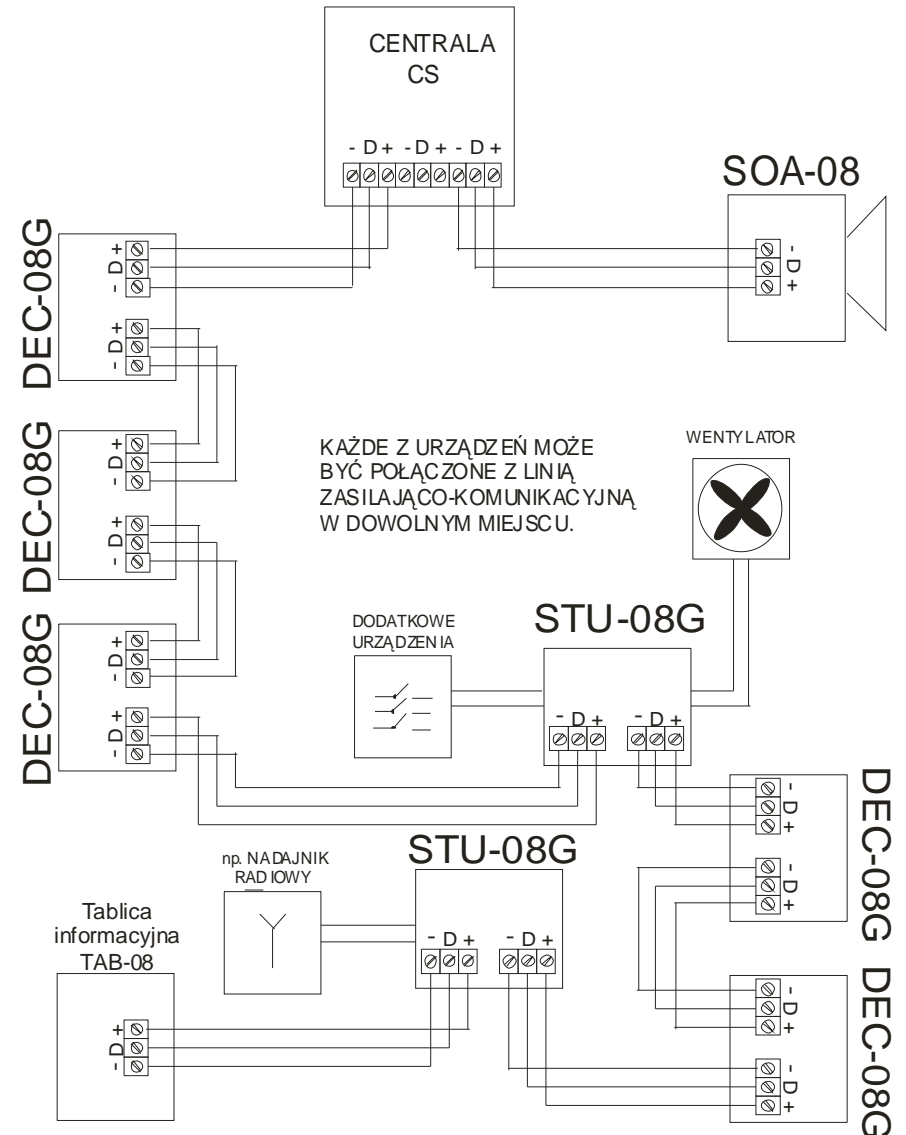 CENTRALA
CS
- D + - D + - D +
SOA-08
- D +
DEC-08G
+ D -
+ D -
DEC-08G
+ D -
+ D -
DEC-08G
+ D -
+ D -
KAŻDE Z URZĄDZEŃ MOŻE
BYĆ POŁĄCZONE Z LINIĄ
ZASILAJĄCO-KOMUNIKACYJNĄ
W DOWOLNYM MIEJSCU.
WENTYLATOR
DODATKOWE
URZĄDZENIA
STU-08G
- D + - D +
DEC-08G
- D +
- D +
STU-08G
- D + - D +
np. NADAJNIK
RADIOWY
Tablica
informacyjna
TAB-08
+ D -
DEC-08G
- D +
- D +